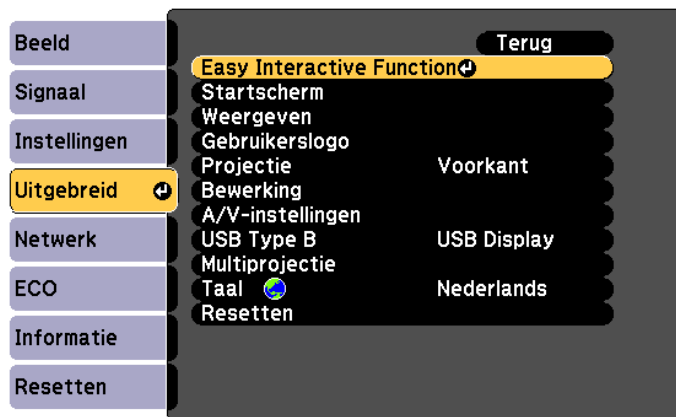 Beeld
Signaal
Instellingen
Uitgebreid
Netwerk
ECO
Informatie
Resetten
Terug
Easy Interactive Function
Startscherm
Weergeven
Gebruikerslogo
Projectie Voorkant
Bewerking
A/V-instellingen
USB Type B USB Display
Multiprojectie
Taal Nederlands
Resetten